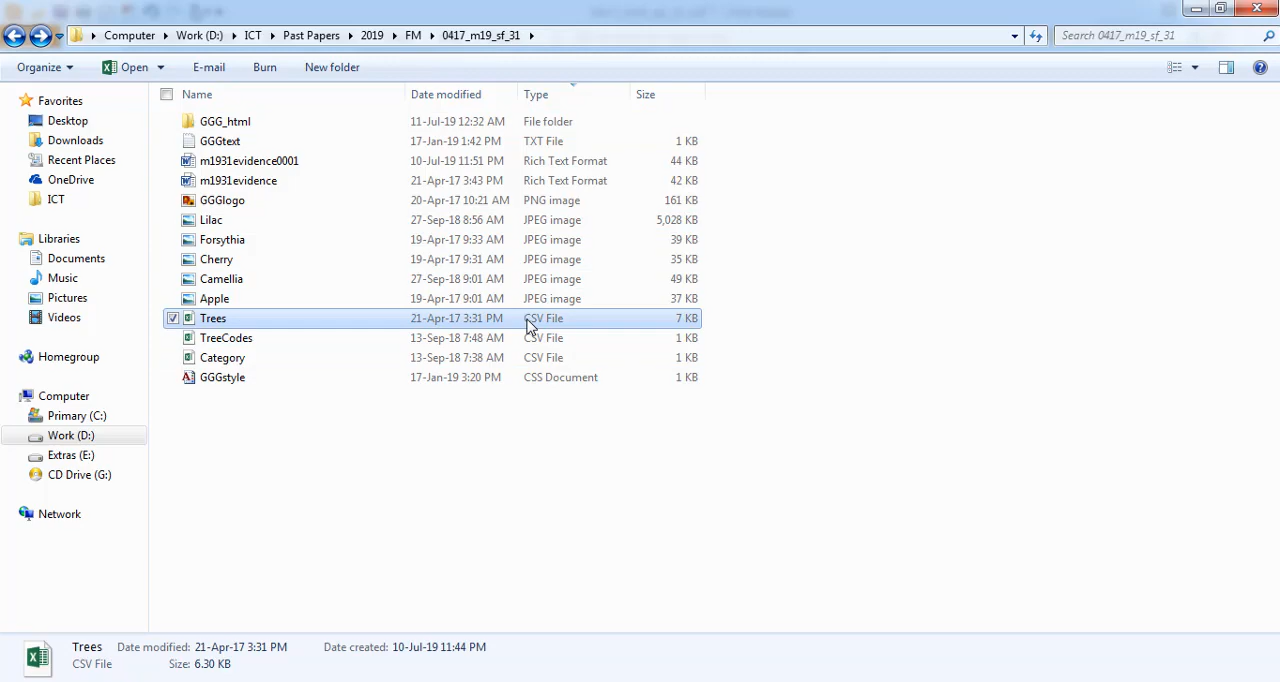 Computer Work (D:) ICT Past Papers 2019 FM 0417_m19_sf_31 Search 0417_m19_sf_31
Organize Open E-mail Burn New folder
Name Date modified Type Size
Favorites
Desktop
Downloads
Recent Places
OneDrive
ICT
Libraries
Documents
Music
Pictures
Videos
Homegroup
Computer
Primary (C:)
Work (D:)
Extras (E:)
CD Drive (G:)
Network
GGG_html 11-Jul-19 12:32 AM File folder
GGGtext 17-Jan-19 1:42 PM TXT File 1 KB
m1931evidence0001 10-Jul-19 11:51 PM Rich Text Format 44 KB
m1931evidence 21-Apr-17 3:43 PM Rich Text Format 42 KB
GGGlogo 20-Apr-17 10:21 AM PNG image 161 KB
Lilac 27-Sep-18 8:56 AM JPEG image 5,028 KB
Forsythia 19-Apr-17 9:33 AM JPEG image 39 KB
Cherry 19-Apr-17 9:31 AM JPEG image 35 KB
Camellia 27-Sep-18 9:01 AM JPEG image 49 KB
Apple 19-Apr-17 9:01 AM JPEG image 37 KB
Trees 21-Apr-17 3:31 PM CSV File 7 KB
TreeCodes 13-Sep-18 7:48 AM CSV File 1 KB
Category 13-Sep-18 7:38 AM CSV File 1 KB
GGGstyle 17-Jan-19 3:20 PM CSS Document 1 KB
Trees Date modified: 21-Apr-17 3:31 PM Date created: 10-Jul-19 11:44 PM
CSV File Size: 6.30 KB